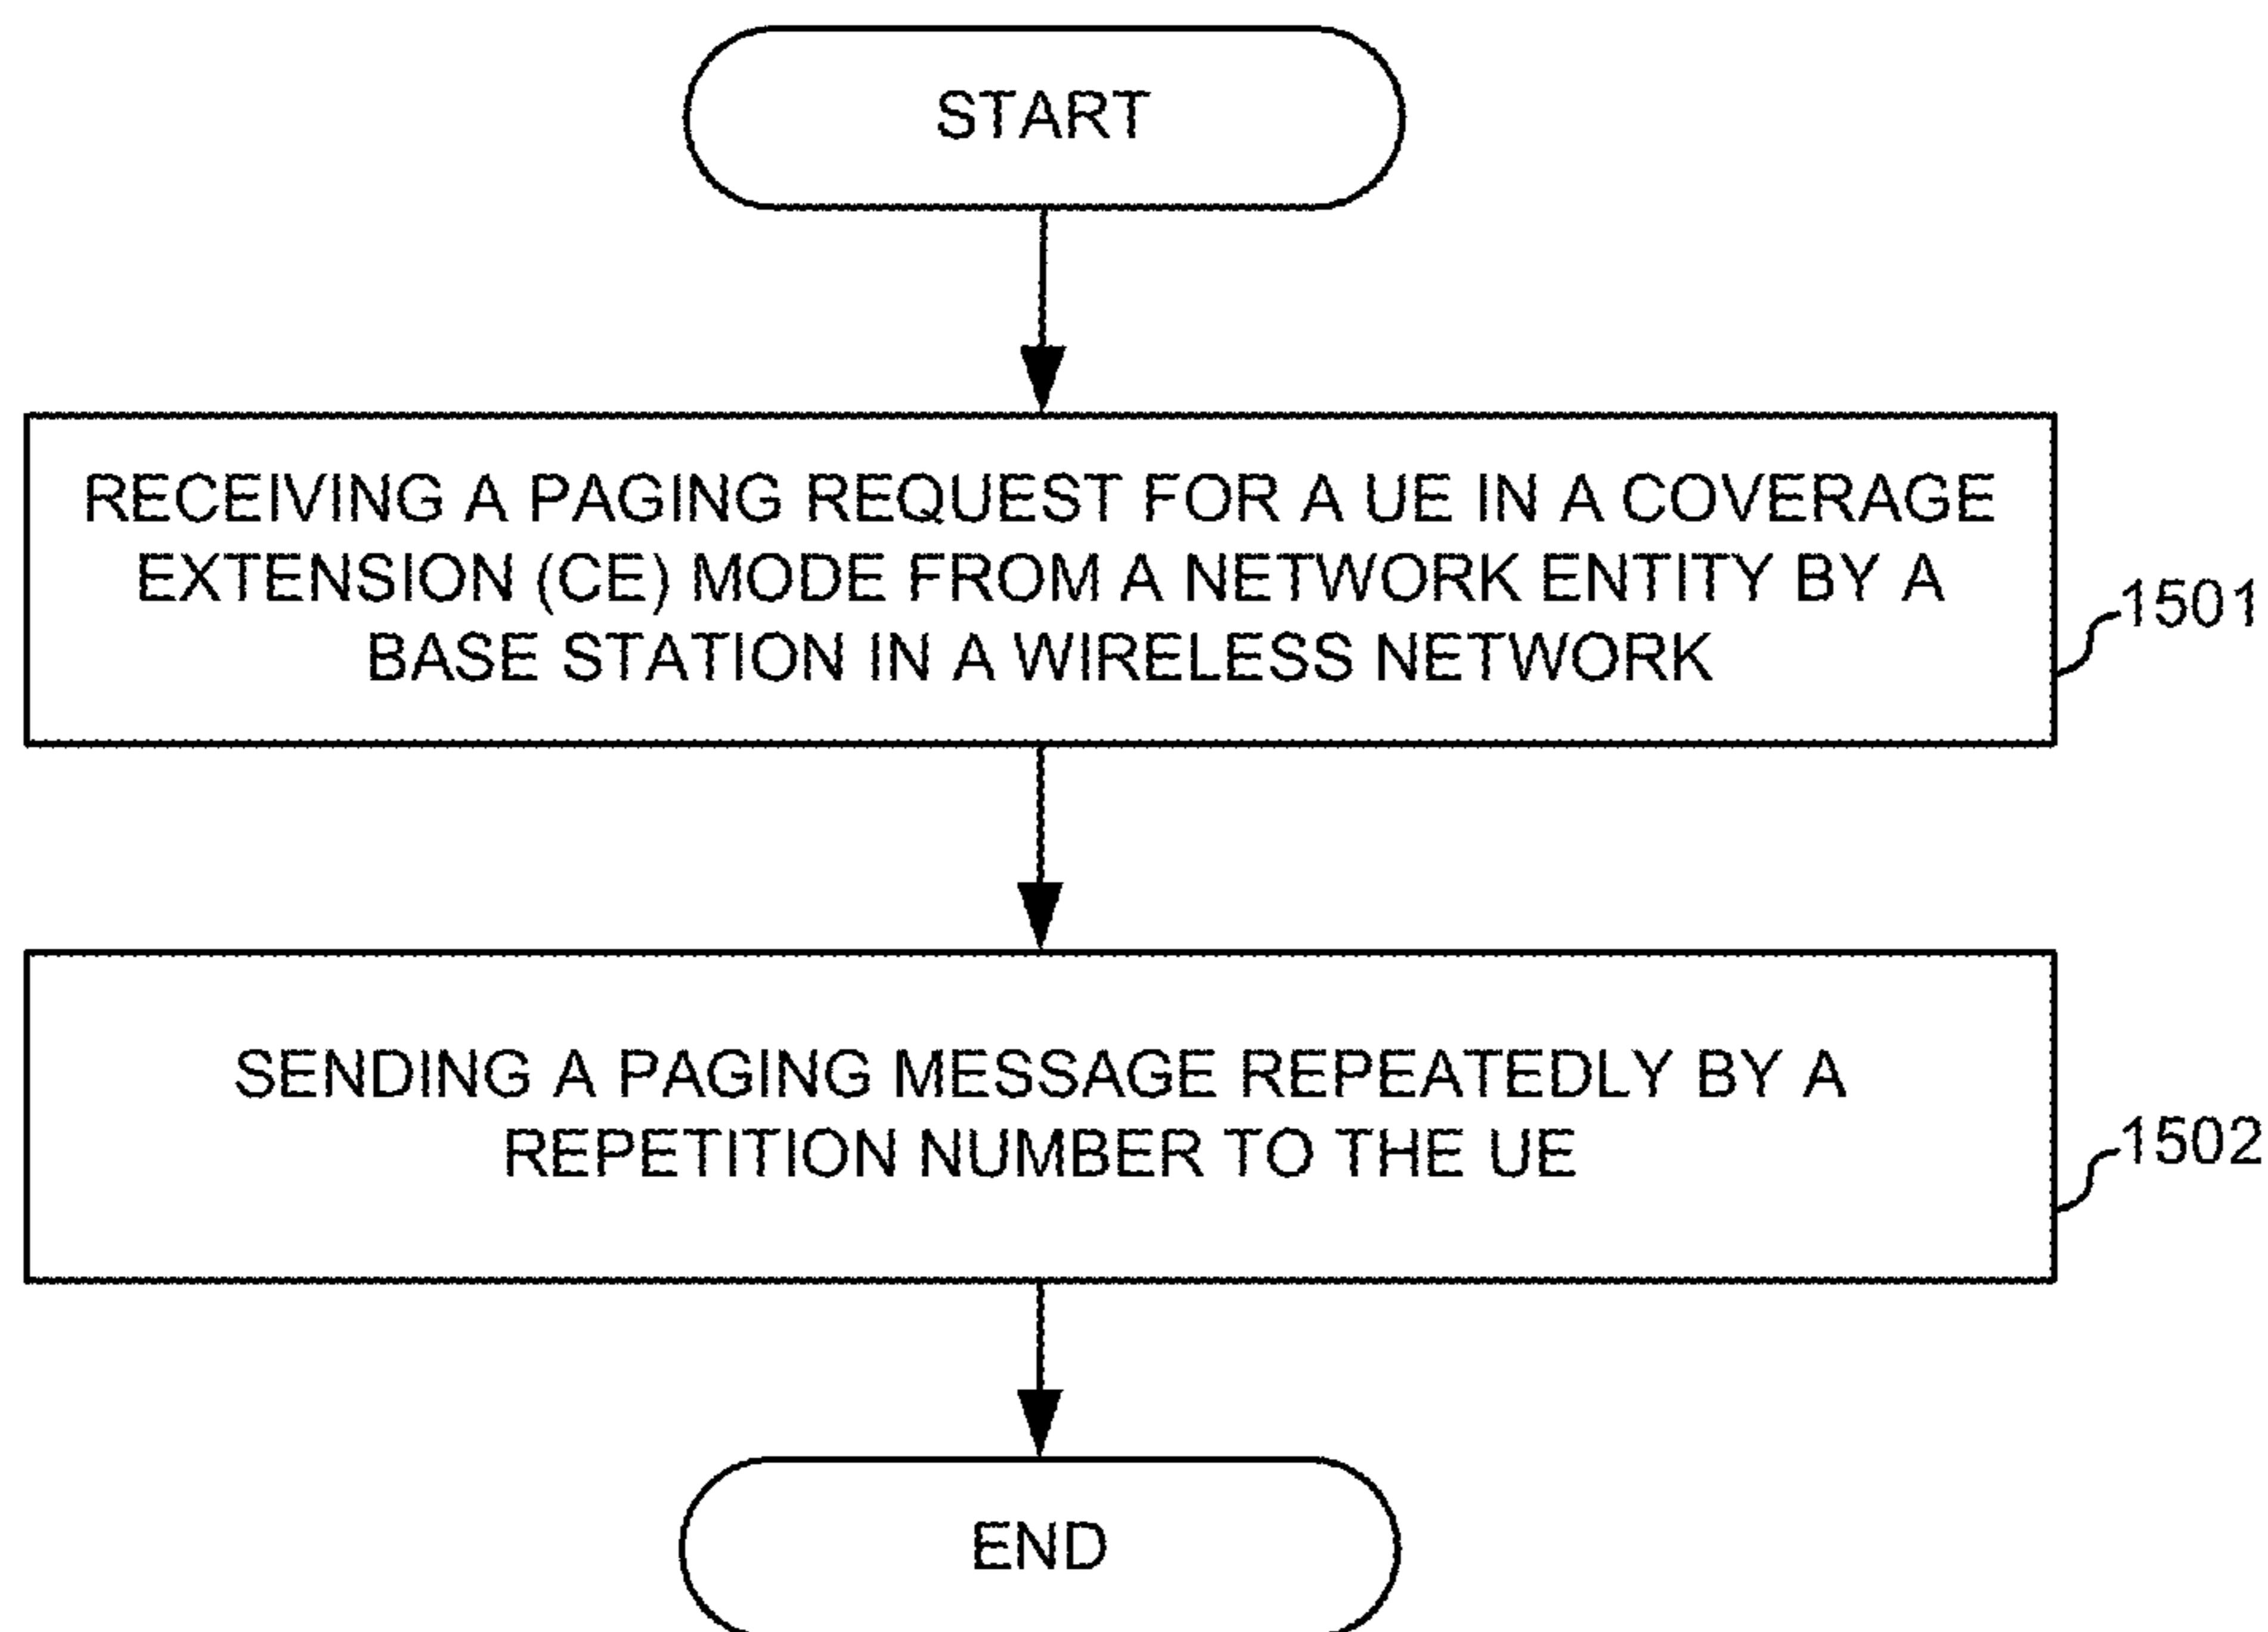 START
RECEIVING A PAGING REQUEST FOR A UE IN A COVERAGE
EXTENSION (CE) MODE FROM A NETWORK ENTITY BY A
BASE STATION IN A WIRELESS NETWORK
1501
SENDING A PAGING MESSAGE REPEATEDLY BY A
REPETITION NUMBER TO THE UE
1502
END